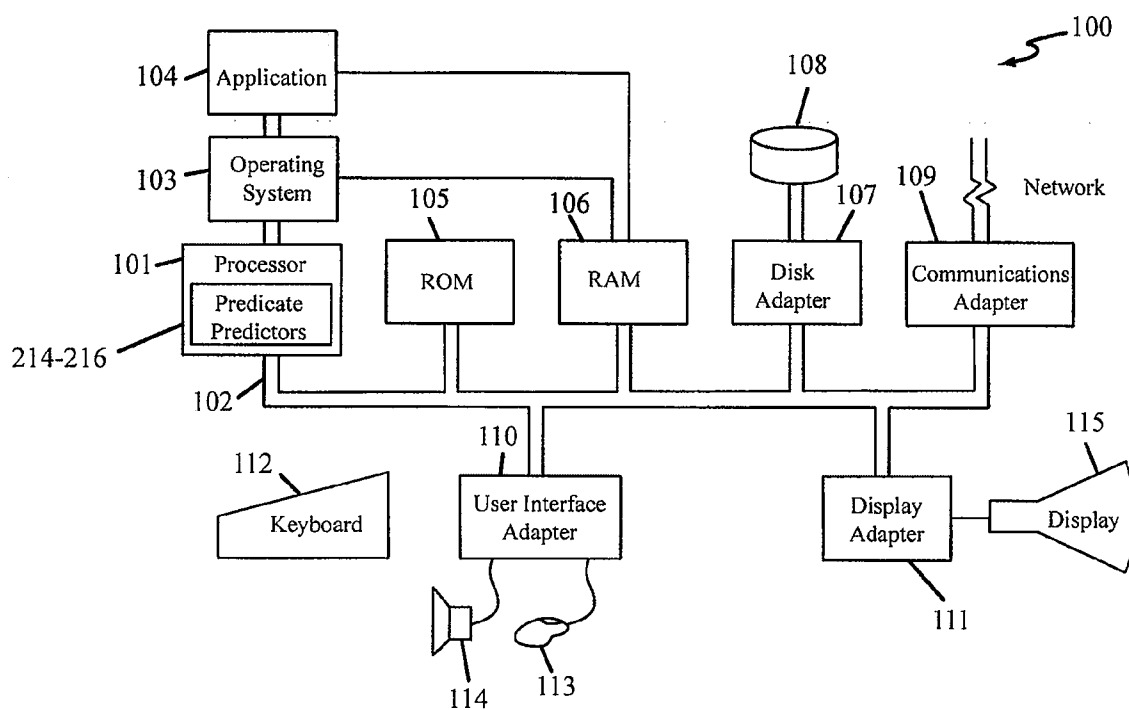 100
104
Application
108
103
Operating
System
105
106
107
109
Network
101
Processor
Predicate
Predictors
ROM
RAM
Disk
Adapter
Communications
Adapter
214-216
102
110
112
Keyboard
User Interface
Adapter
Display
Adapter
115
Display
111
114
113